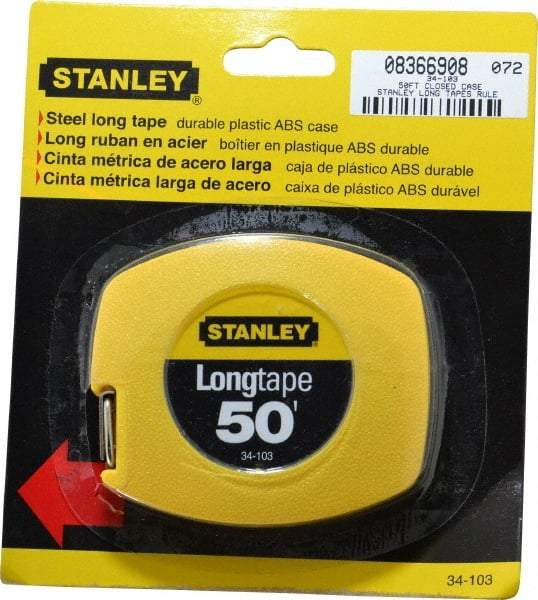 STANLEY®
08366908 072
34-103
50FT CLOSED CASE
STANLEY LONG TAPES RULE
Steel long tape durable plastic ABS case
Long ruban en acier boîtier en plastique ABS durable
Cinta métrica de acero larga caja de plástico ABS durable
Cinta métrica larga de acero caixa de plástico ABS durável
STANLEY
Longtape
50'
34-103
34-103